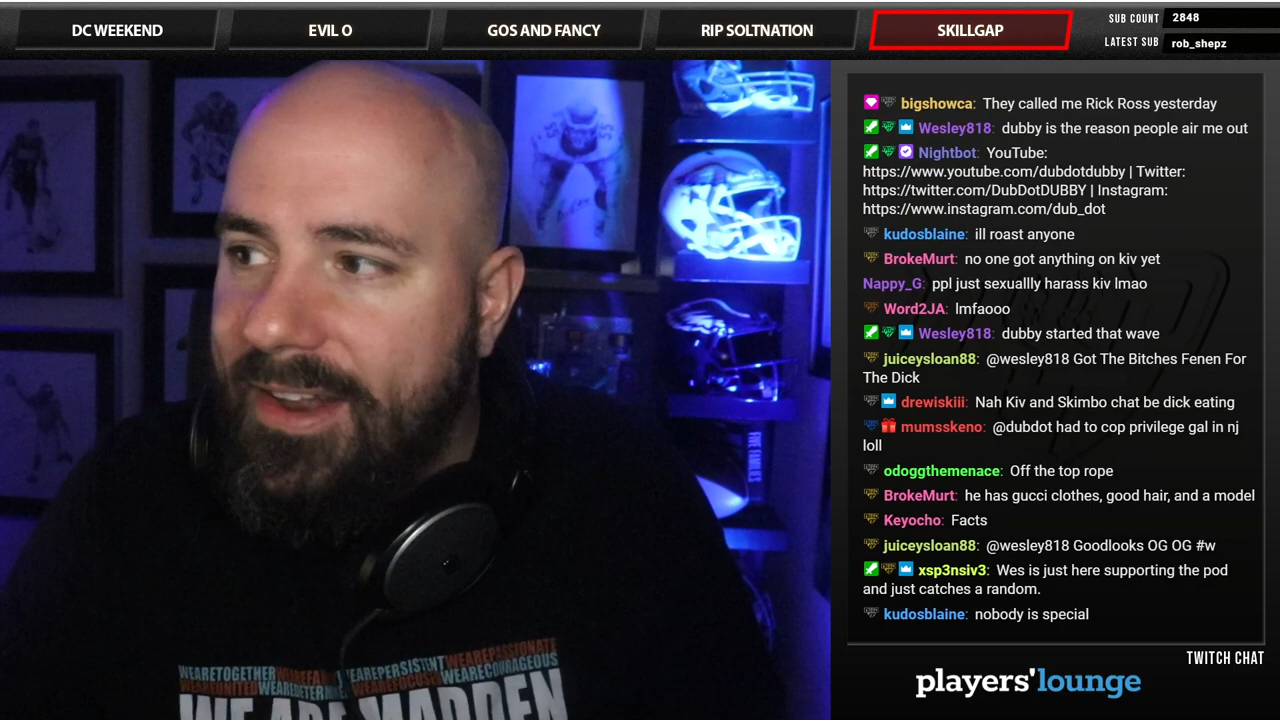 DC WEEKEND
EVIL O
GOS AND FANCY
RIP SOLTNATION
SKILLGAP
SUB COUNT 2848
LATEST SUB rob_shepz
bigshowca: They called me Rick Ross yesterday
Wesley818: dubby is the reason people air me out
Nightbot: YouTube:
https://www.youtube.com/dubdotdubby | Twitter:
https://twitter.com/DubDotDUBBY | Instagram:
https://www.instagram.com/dub_dot
kudosblaine: ill roast anyone
BrokeMurt: no one got anything on kiv yet
Nappy_G: ppl just sexuallly harass kiv lmao
Word2JA: lmfaooo
Wesley818: dubby started that wave
juiceysloan88: @wesley818 Got The Bitches Fenen For
The Dick
drewiskiii: Nah Kiv and Skimbo chat be dick eating
mumsskeno: @dubdot had to cop privilege gal in nj
loll
odoggthemenace: Off the top rope
BrokeMurt: he has gucci clothes, good hair, and a model
Keyocho: Facts
juiceysloan88: @wesley818 Goodlooks OG OG #w
xsp3nsiv3: Wes is just here supporting the pod
and just catches a random.
kudosblaine: nobody is special
TWITCH CHAT
players'lounge
FIVE FAMILIES
WEARETOGETHER WEAREPERSISTENTWEAREPASSIONATE
WEAREUNITED WEARECOURAGEOUS
WE ARE MADDEN